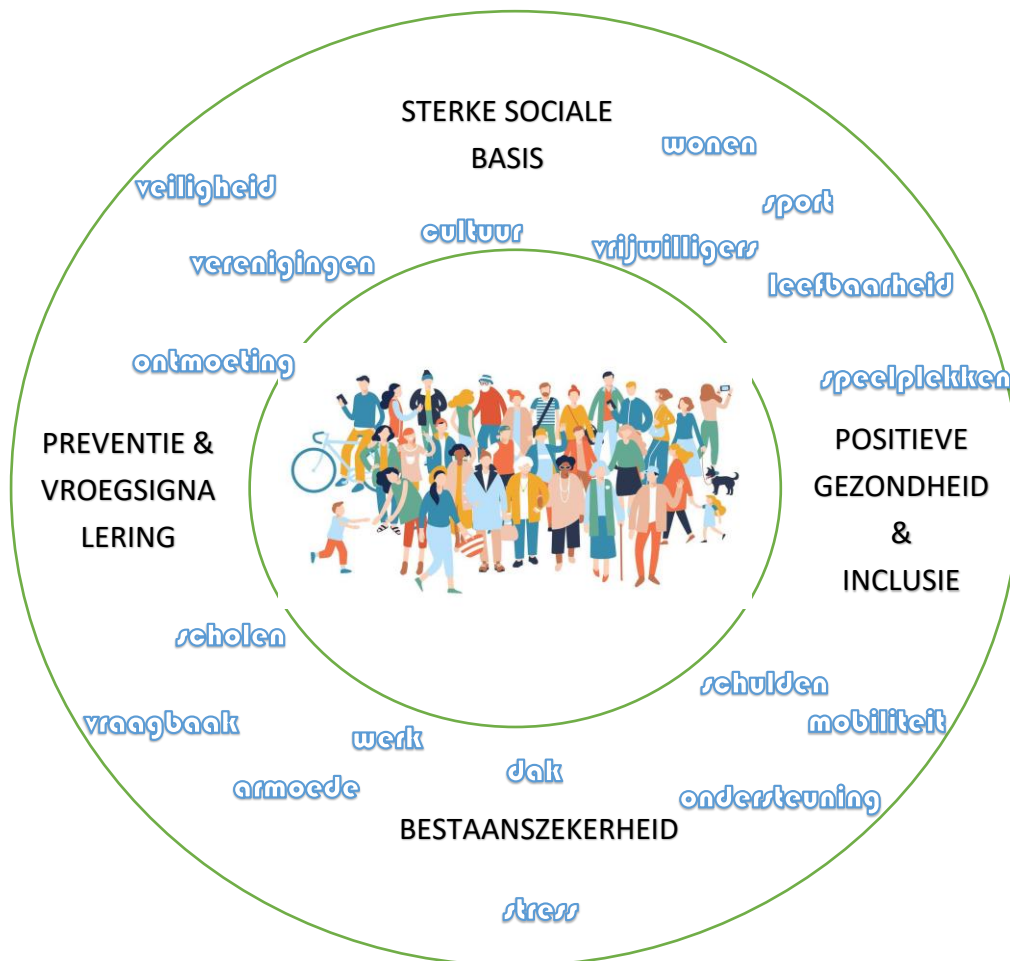 STERKE SOCIALE
BASIS
wonen
veiligheid
sport
cultuur
vrijwilligers
verenigingen
leefbaarheid
ontmoeting
speelplekken
PREVENTIE &
VROEGSIGNA
LERING
POSITIEVE
GEZONDHEID
&
INCLUSIE
scholen
schulden
vraagbaak
mobiliteit
werk
dak
armoede
ondersteuning
BESTAANSZEKERHEID
stress